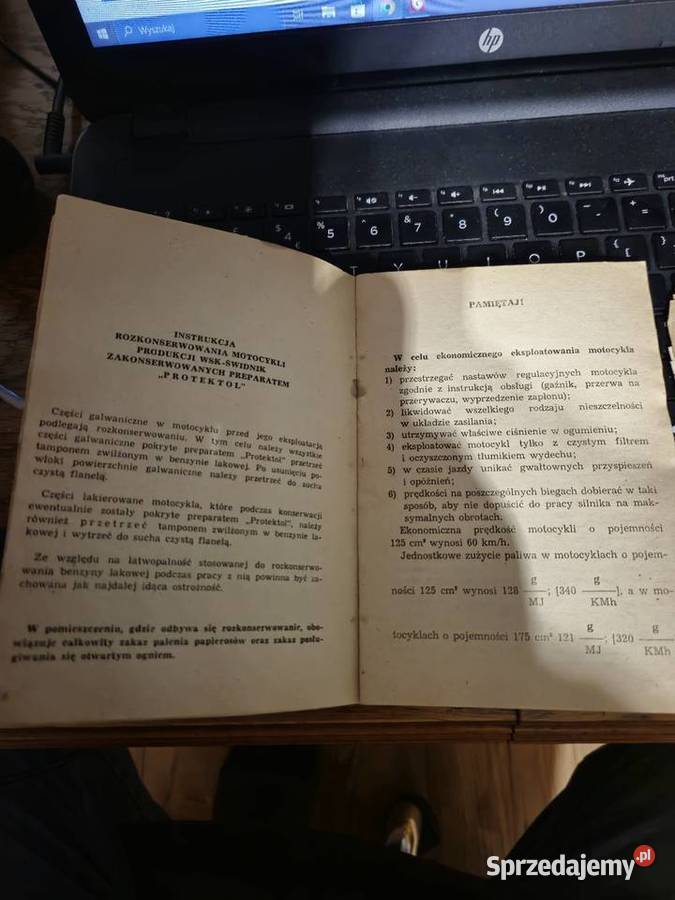 Wyszukaj
hp
INSTRUKCJA
ROZKONSERWOWANIA MOTOCYKLI
PRODUKCJI WSK-ŚWIDNIK
ZAKONSERWOWANYCH PREPARATEM
„PROTEKTOL"
Części galwaniczne w motocyklu przed jego eksploatacją
podlegają rozkonserwowaniu. W tym celu należy wszystkie
części galwaniczne pokryte preparatem „Protektol" przetrzeć
tamponem zwilżonym w benzynie lakowej. Po usunięciu po-
włoki powierzchnie galwaniczne należy przetrzeć do sucha
czystą flanelą.
Części lakierowane motocykla, które podczas konserwacji
ewentualnie zostały pokryte preparatem „Protektol", należy
również przetrzeć tamponem zwilżonym w benzynie la-
kowej i wytrzeć do sucha czystą flanelą.
Ze względu na łatwopalność stosowanej do rozkonserwo-
wania benzyny lakowej podczas pracy z nią powinna być za-
chowana jak najdalej idąca ostrożność.
W pomieszczeniu, gdzie odbywa się rozkonserwowanie, obo-
wiązuje całkowity zakaz palenia papierosów oraz zakaz posłu-
giwania się otwartym ogniem.
PAMIĘTAJ!
W celu ekonomicznego eksploatowania motocykla
należy:
1) przestrzegać nastawów regulacyjnych motocykla
zgodnie z instrukcją obsługi (gaźnik, przerwa na
przerywaczu, wyprzedzenie zapłonu);
2) likwidować wszelkiego rodzaju nieszczelności
w układzie zasilania;
3) utrzymywać właściwe ciśnienie w ogumieniu;
4) eksploatować motocykl tylko z czystym filtrem
i oczyszczonym tłumikiem wydechu;
5) w czasie jazdy unikać gwałtownych przyspieszeń
i opóźnień;
6) prędkości na poszczególnych biegach dobierać w taki
sposób, aby nie dopuścić do pracy silnika na mak-
symalnych obrotach.
Ekonomiczna prędkość motocykli o pojemności
125 cm³ wynosi 60 km/h.
Jednostkowe zużycie paliwa w motocyklach o pojem-
ności 125 cm³ wynosi 128 g/MJ; [340 g/KMh], a w mo-
tocyklach o pojemności 175 cm³ 121 g/MJ; [320 g/KMh
Sprzedajemy.pl